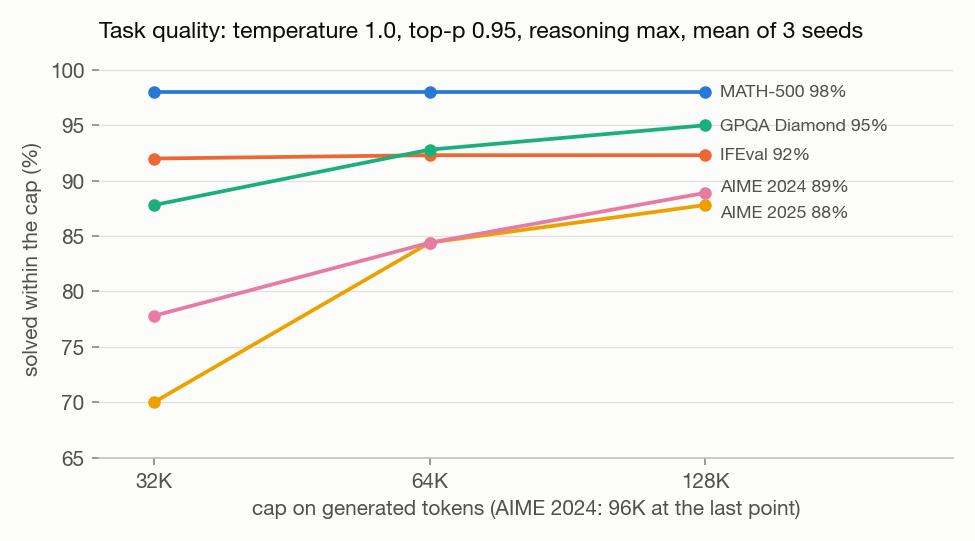 Task quality: temperature 1.0, top-p 0.95, reasoning max, mean of 3 seeds
100
95
90
85
80
75
70
65
solved within the cap (%)
MATH-500 98%
GPQA Diamond 95%
IFEval 92%
AIME 2024 89%
AIME 2025 88%
32K
64K
128K
cap on generated tokens (AIME 2024: 96K at the last point)